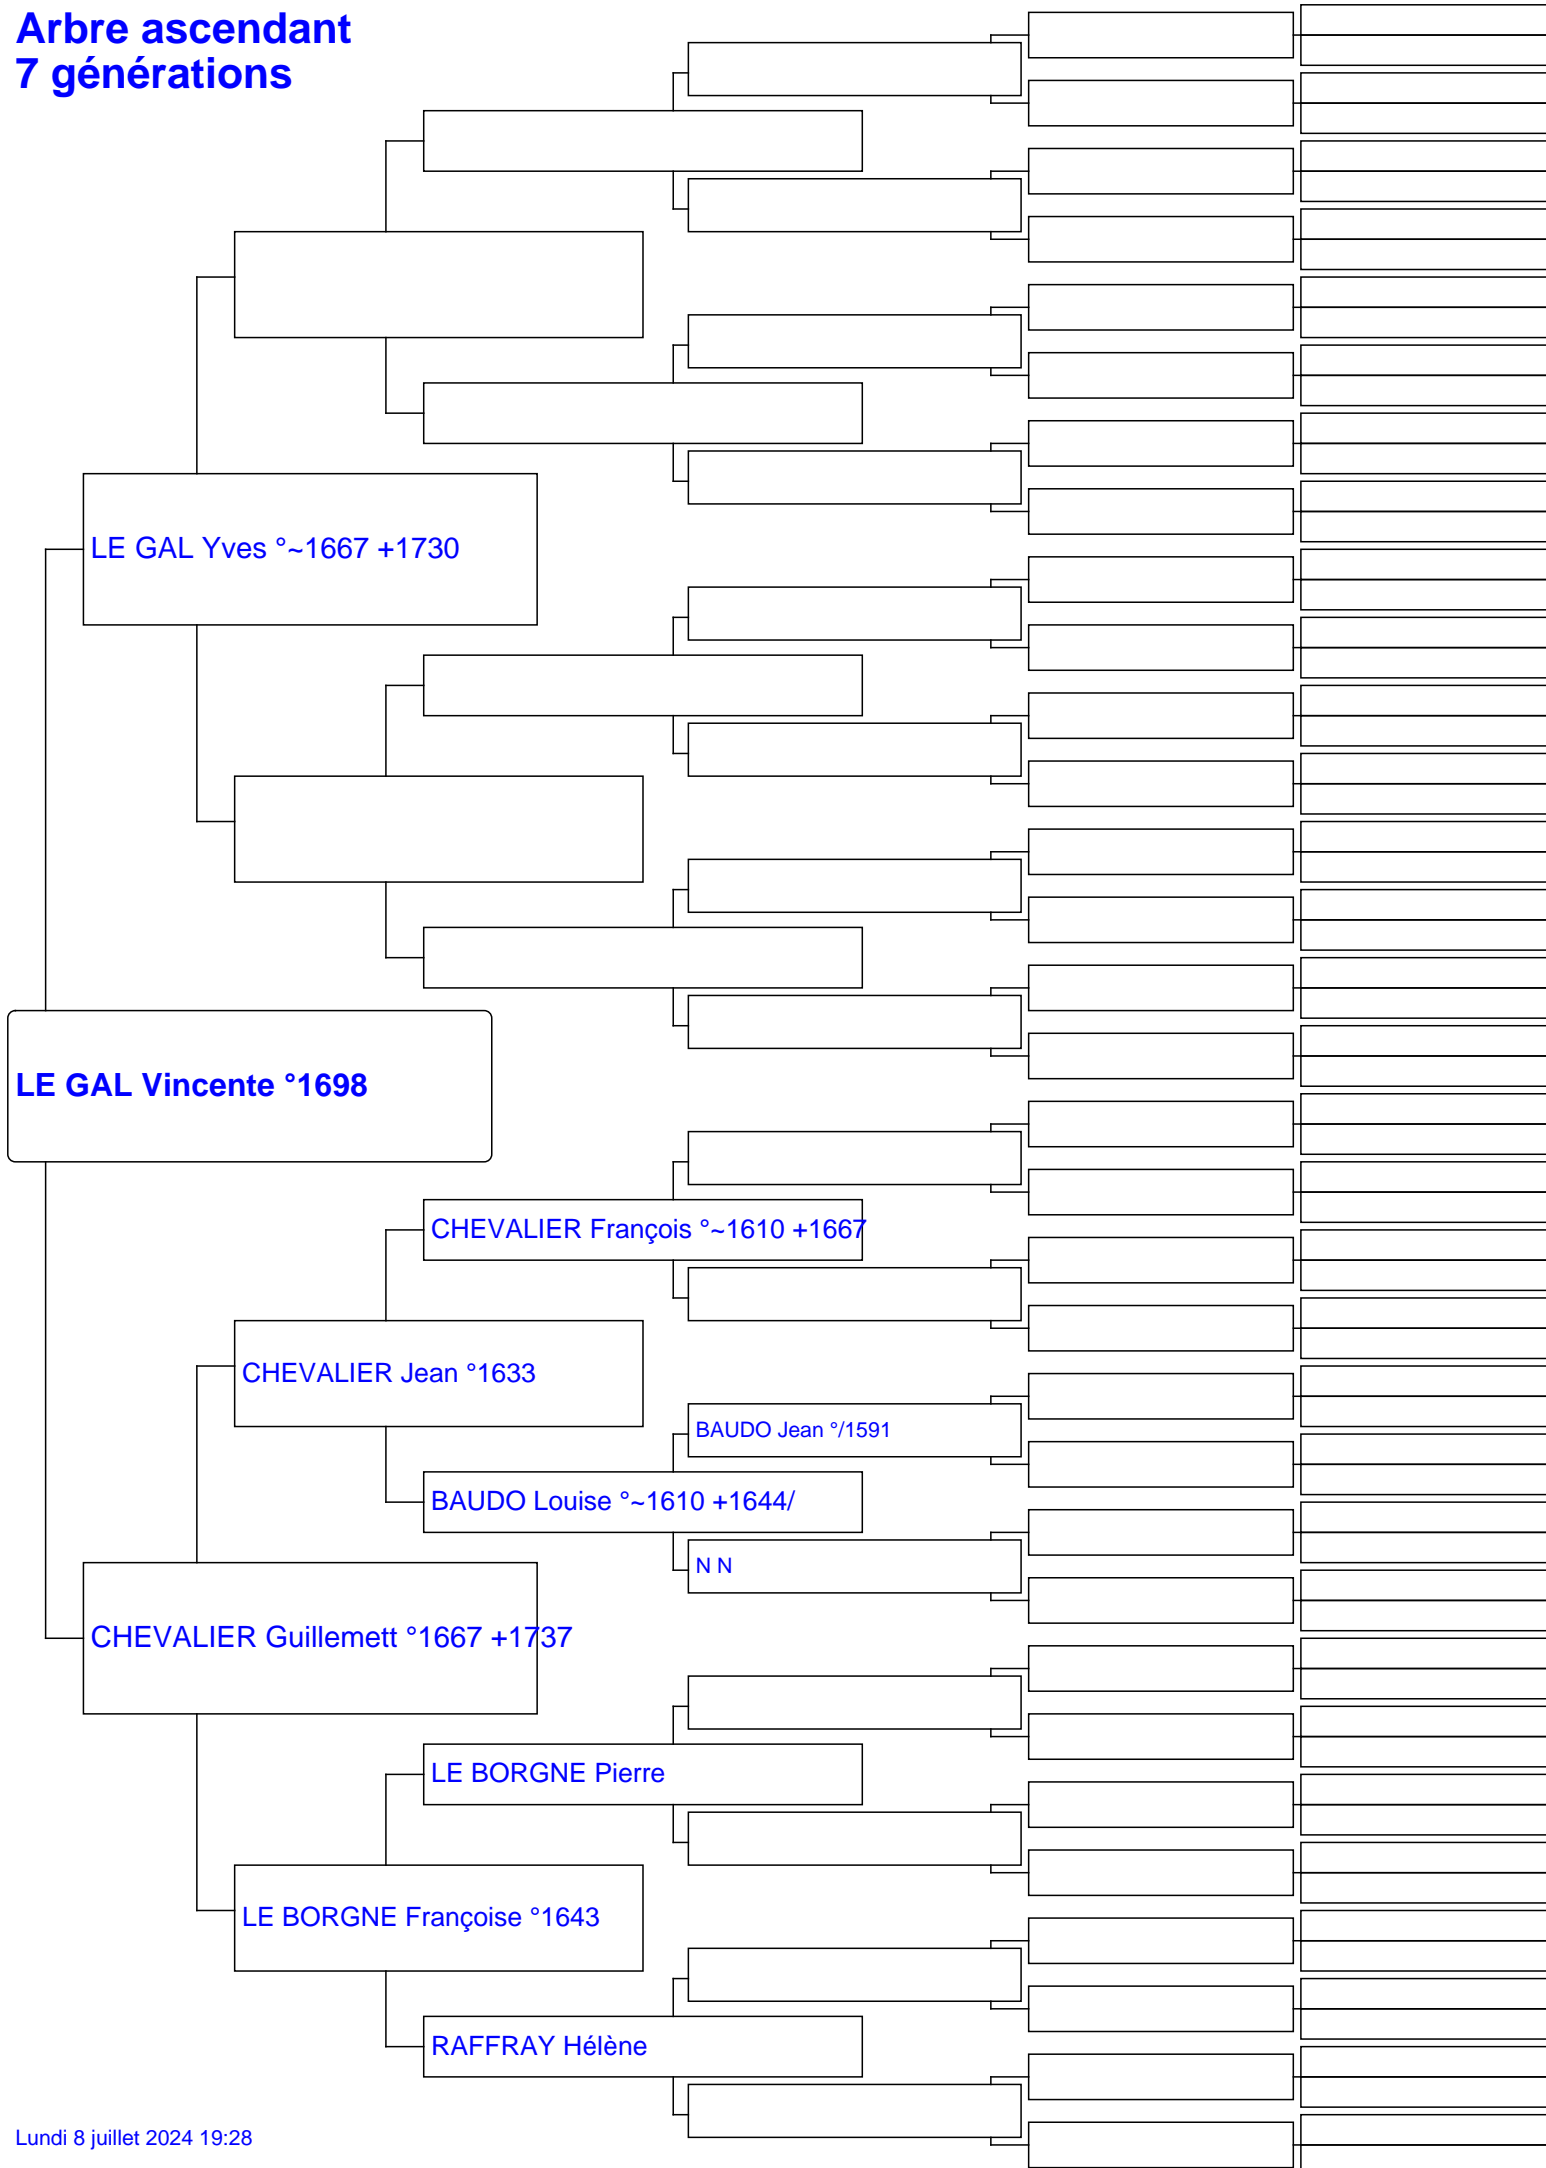 Arbre ascendant
7 générations
LE GAL Yves °~1667 +1730
LE GAL Vincente °1698
CHEVALIER François °~1610 +1667
CHEVALIER Jean °1633
BAUDO Jean °/1591
BAUDO Louise °~1610 +1644/
N N
CHEVALIER Guillemett °1667 +1737
LE BORGNE Pierre
LE BORGNE Françoise °1643
RAFFRAY Hélène
Lundi 8 juillet 2024 19:28